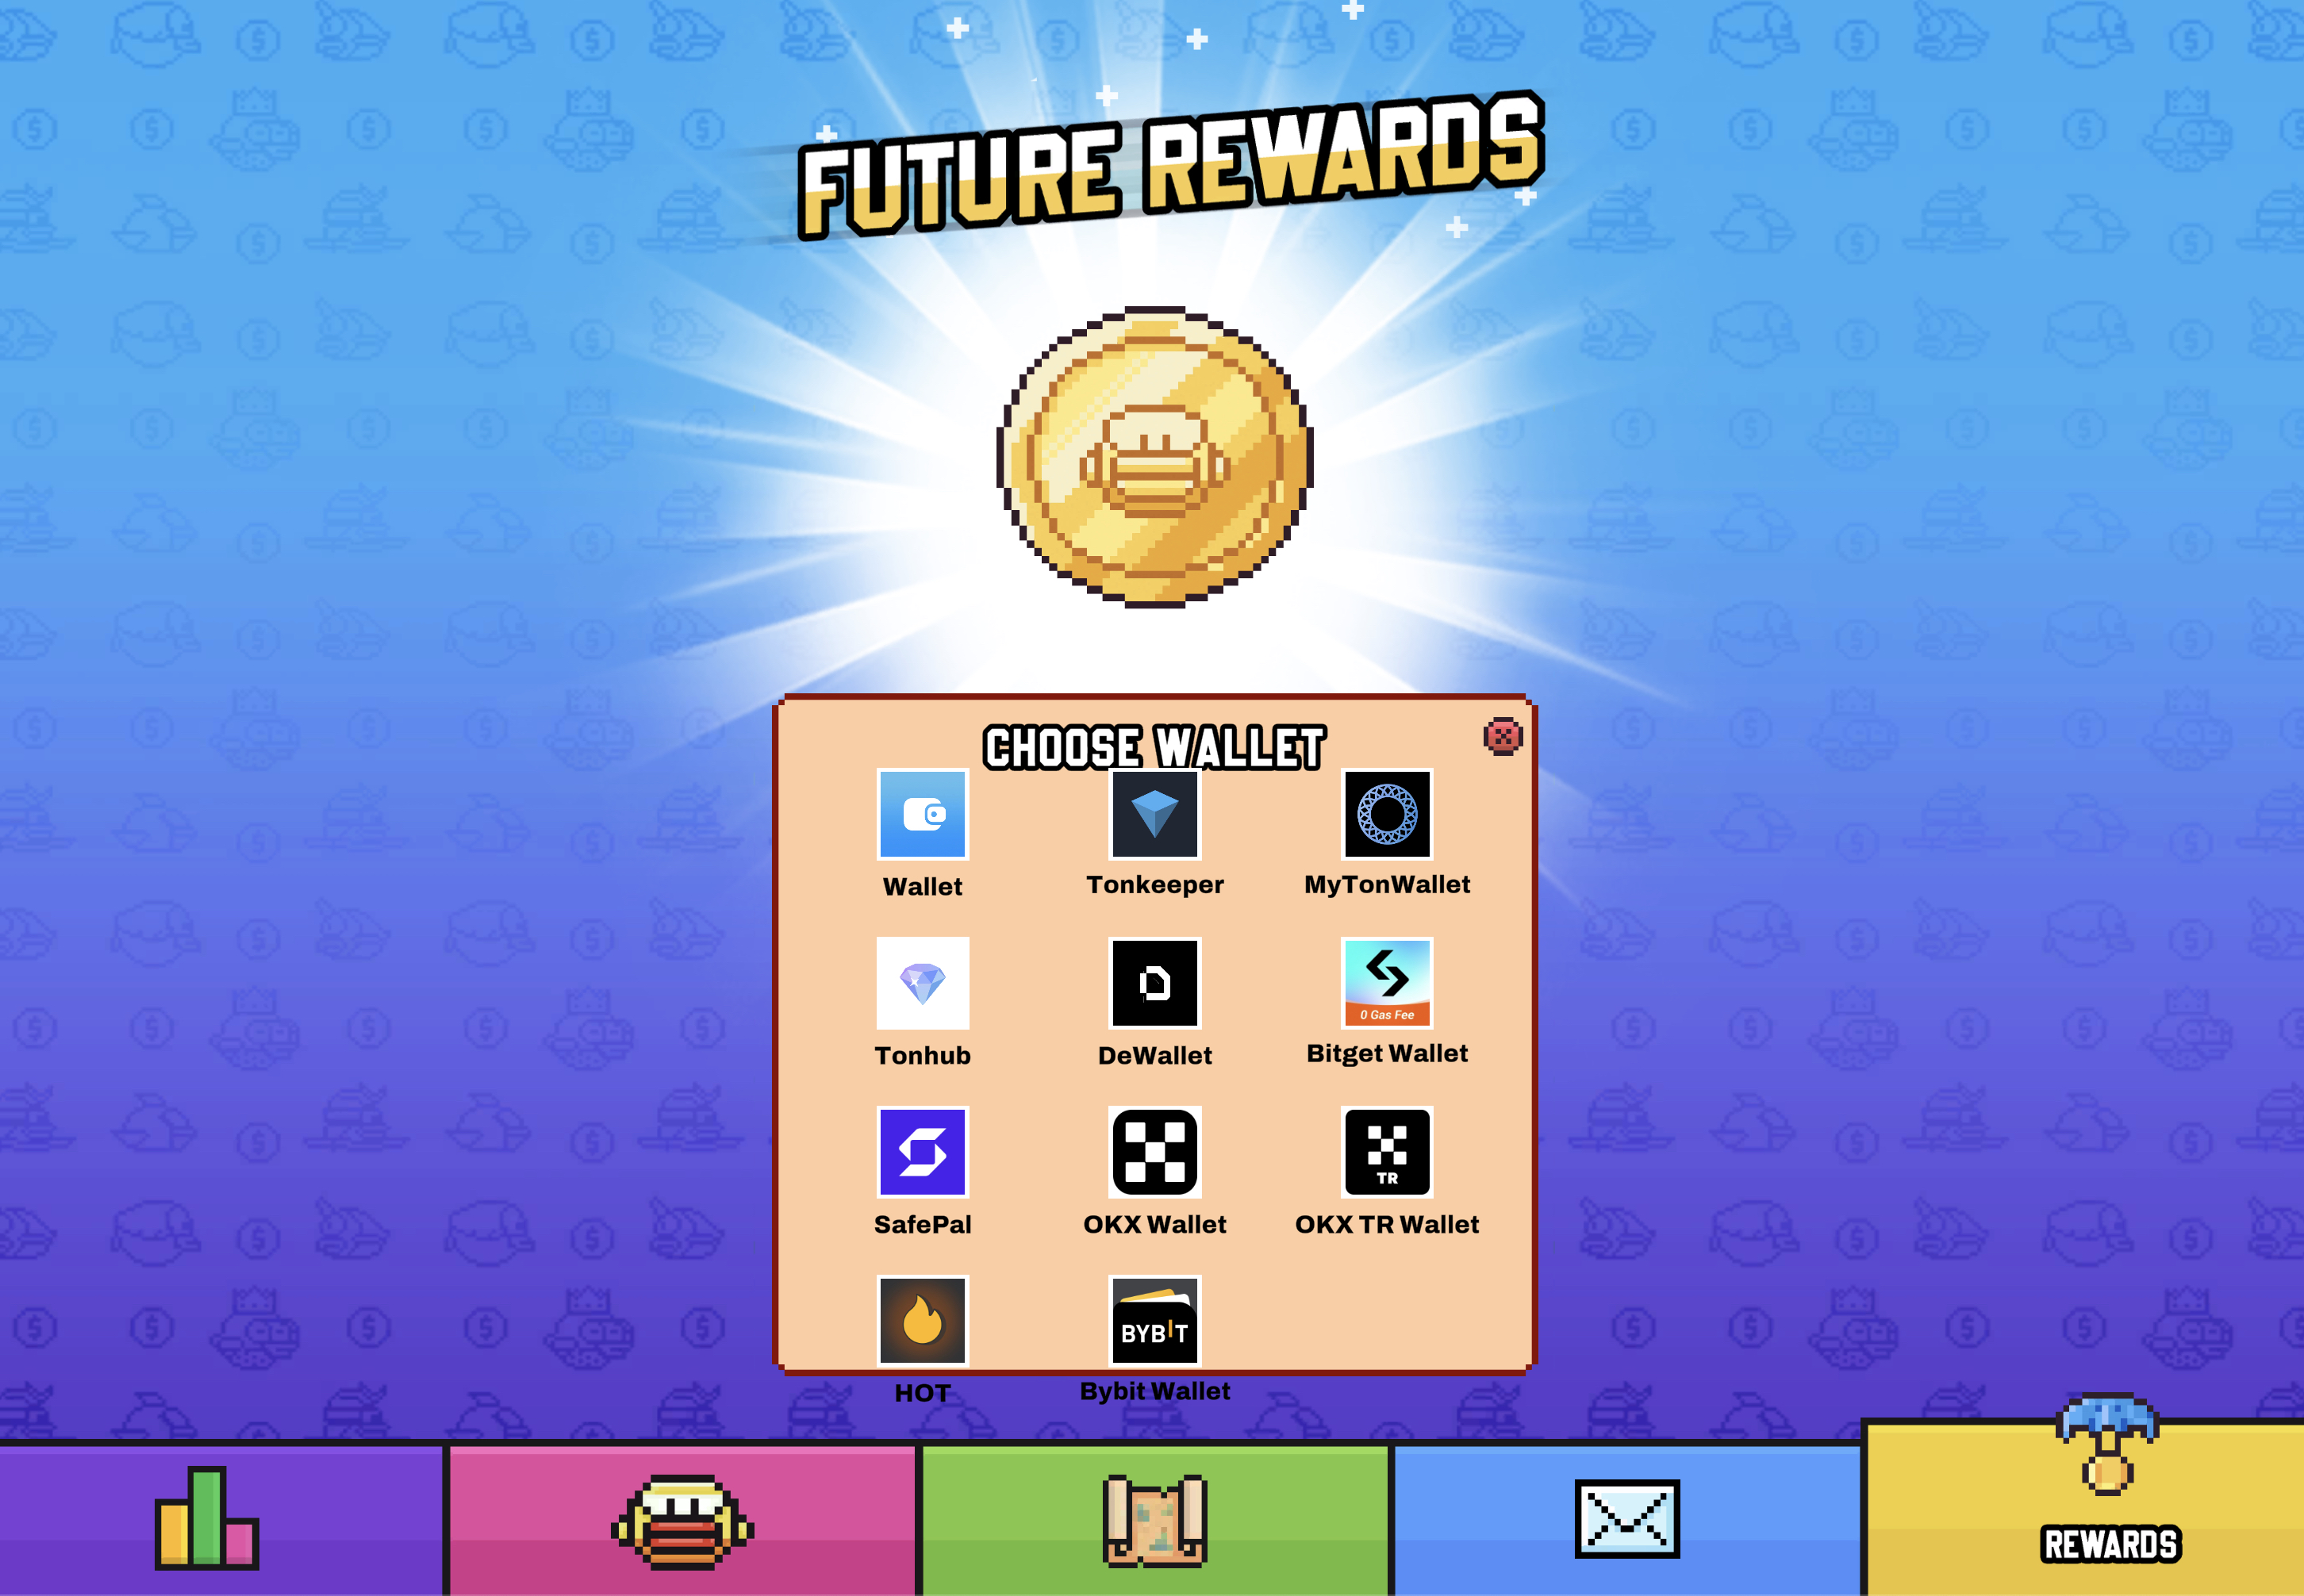 FUTURE REWARDS
CHOOSE WALLET
Wallet
Tonkeeper
MyTonWallet
0 Gas Fee
Tonhub
DeWallet
Bitget Wallet
TR
SafePal
OKX Wallet
OKX TR Wallet
BYBIT
HOT
Bybit Wallet
REWARDS